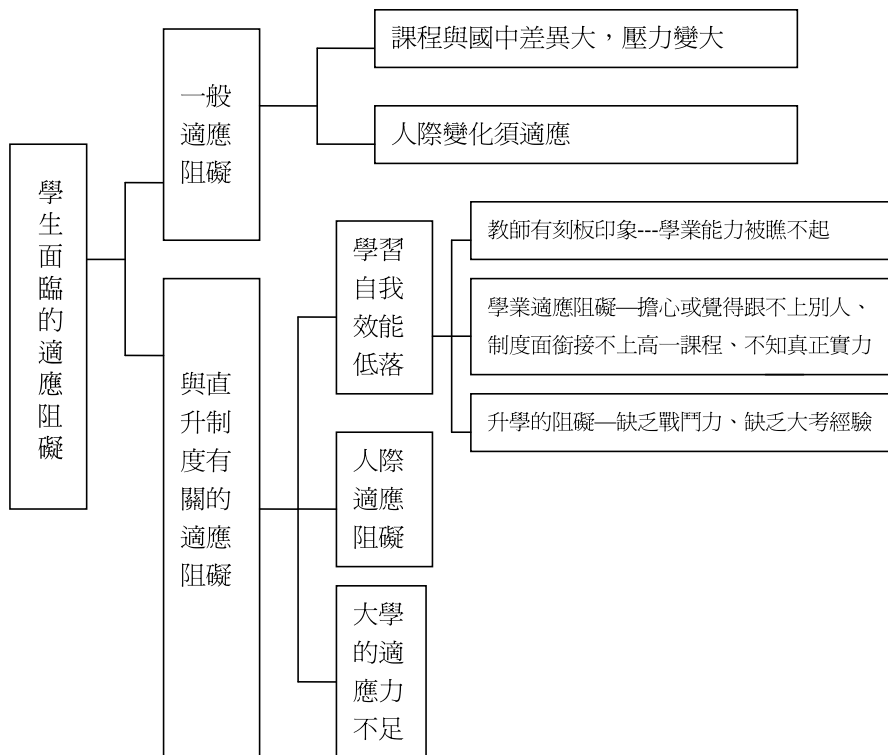 學生面臨的適應阻礙
一般
適應
阻礙
課程與國中差異大，壓力變大
人際變化須適應
與直
升制
度有
關的
適應
阻礙
學習
自我
效能
低落
教師有刻板印象---學業能力被瞧不起
學業適應阻礙—擔心或覺得跟不上別人、
制度面銜接不上高一課程、不知真正實力
升學的阻礙—缺乏戰鬥力、缺乏大考經驗
人際
適應
阻礙
大學
的適
應力
不足